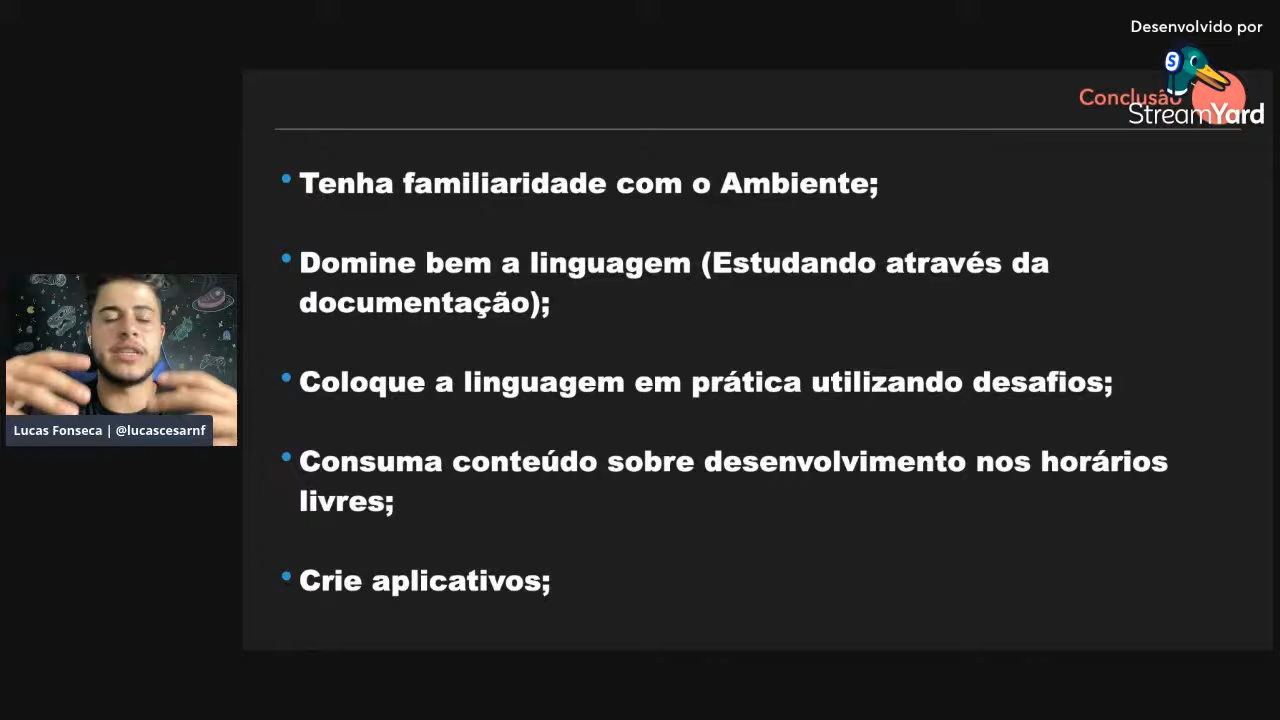 Desenvolvido por
StreamYard
Conclusão
• Tenha familiaridade com o Ambiente;
• Domine bem a linguagem (Estudando através da
documentação);
• Coloque a linguagem em prática utilizando desafios;
• Consuma conteúdo sobre desenvolvimento nos horários
livres;
• Crie aplicativos;
Lucas Fonseca | @lucascesarnf